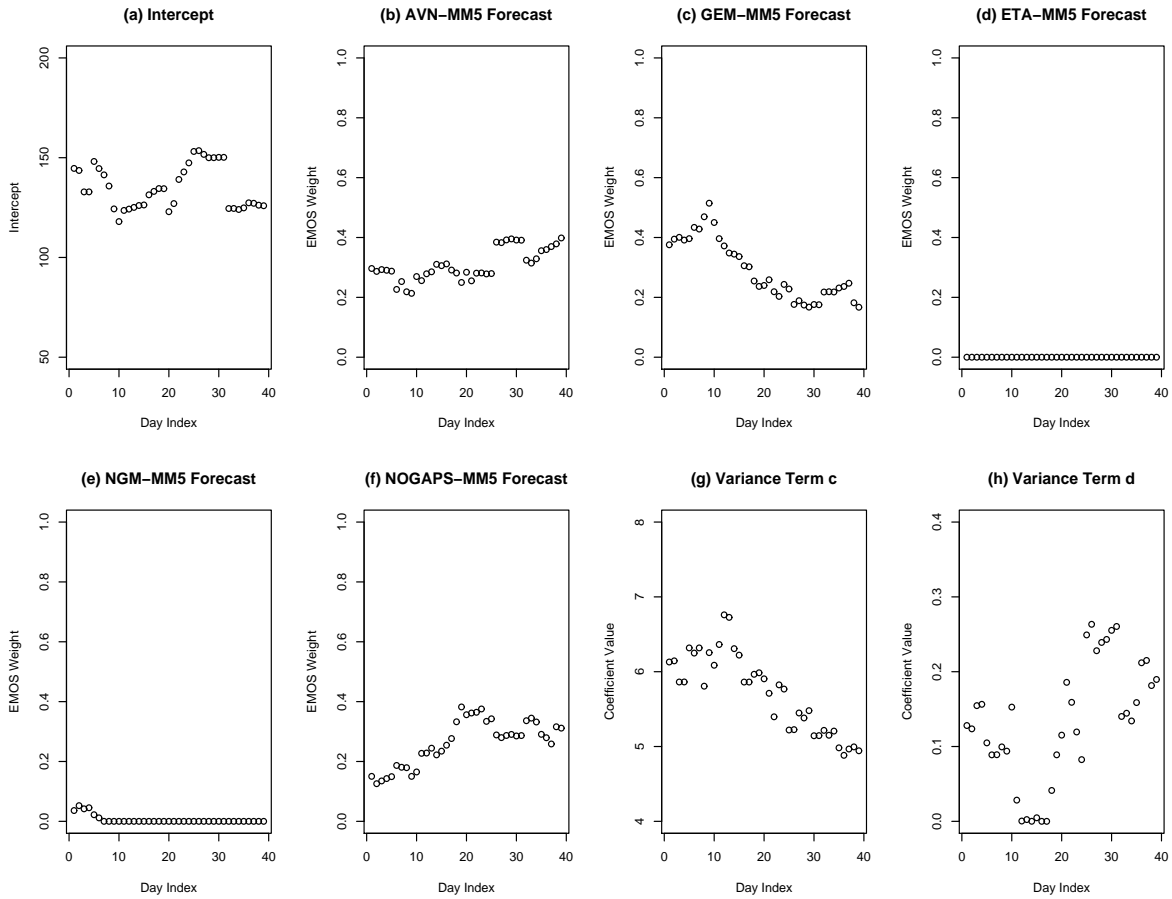 (a) Intercept
(b) AVN−MM5 Forecast
(c) GEM−MM5 Forecast
(d) ETA−MM5 Forecast
Intercept
50 100 150 200
0 10 20 30 40
Day Index
EMOS Weight
0.0 0.2 0.4 0.6 0.8 1.0
0 10 20 30 40
Day Index
EMOS Weight
0.0 0.2 0.4 0.6 0.8 1.0
0 10 20 30 40
Day Index
EMOS Weight
0.0 0.2 0.4 0.6 0.8 1.0
0 10 20 30 40
Day Index
(e) NGM−MM5 Forecast
(f) NOGAPS−MM5 Forecast
(g) Variance Term c
(h) Variance Term d
EMOS Weight
0.0 0.2 0.4 0.6 0.8 1.0
0 10 20 30 40
Day Index
EMOS Weight
0.0 0.2 0.4 0.6 0.8 1.0
0 10 20 30 40
Day Index
Coefficient Value
4 5 6 7 8
0 10 20 30 40
Day Index
Coefficient Value
0.0 0.1 0.2 0.3 0.4
0 10 20 30 40
Day Index